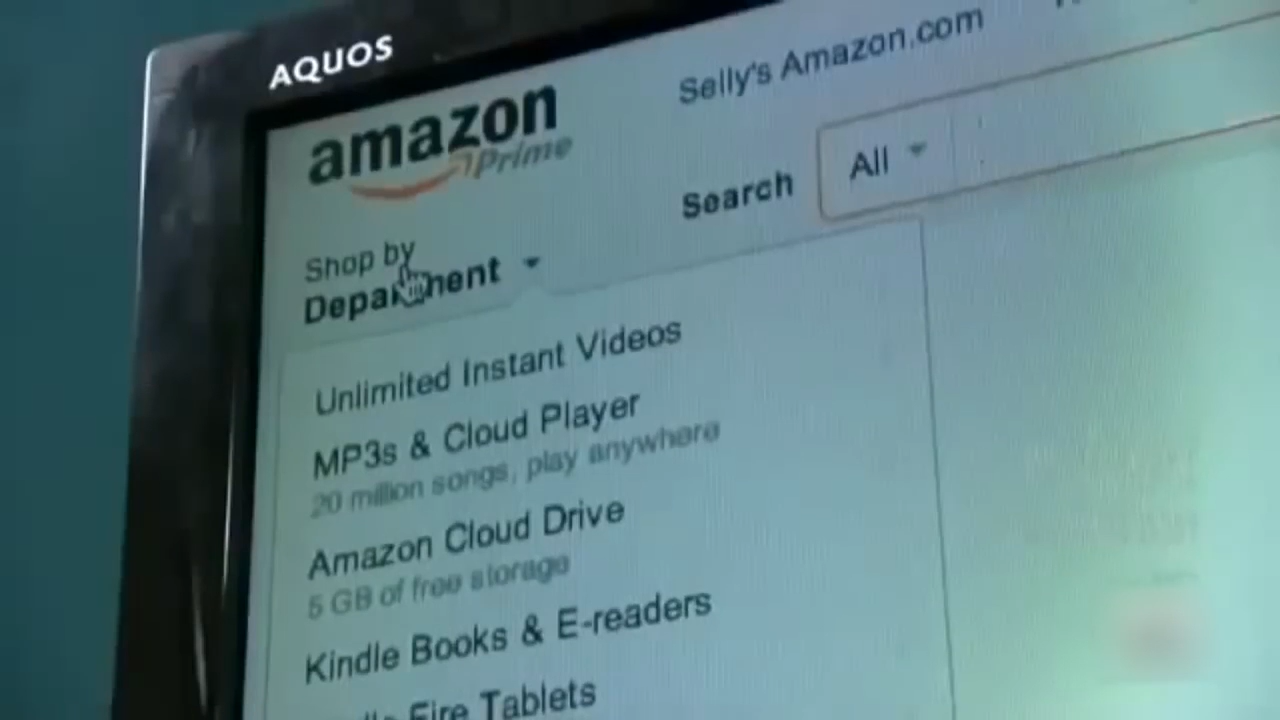 AQUOS
amazon
Prime
Selly's Amazon.com
Search
All
Shop by
Department
Unlimited Instant Videos
MP3s & Cloud Player
20 million songs, play anywhere
Amazon Cloud Drive
5 GB of free storage
Kindle Books & E-readers
Fire Tablets